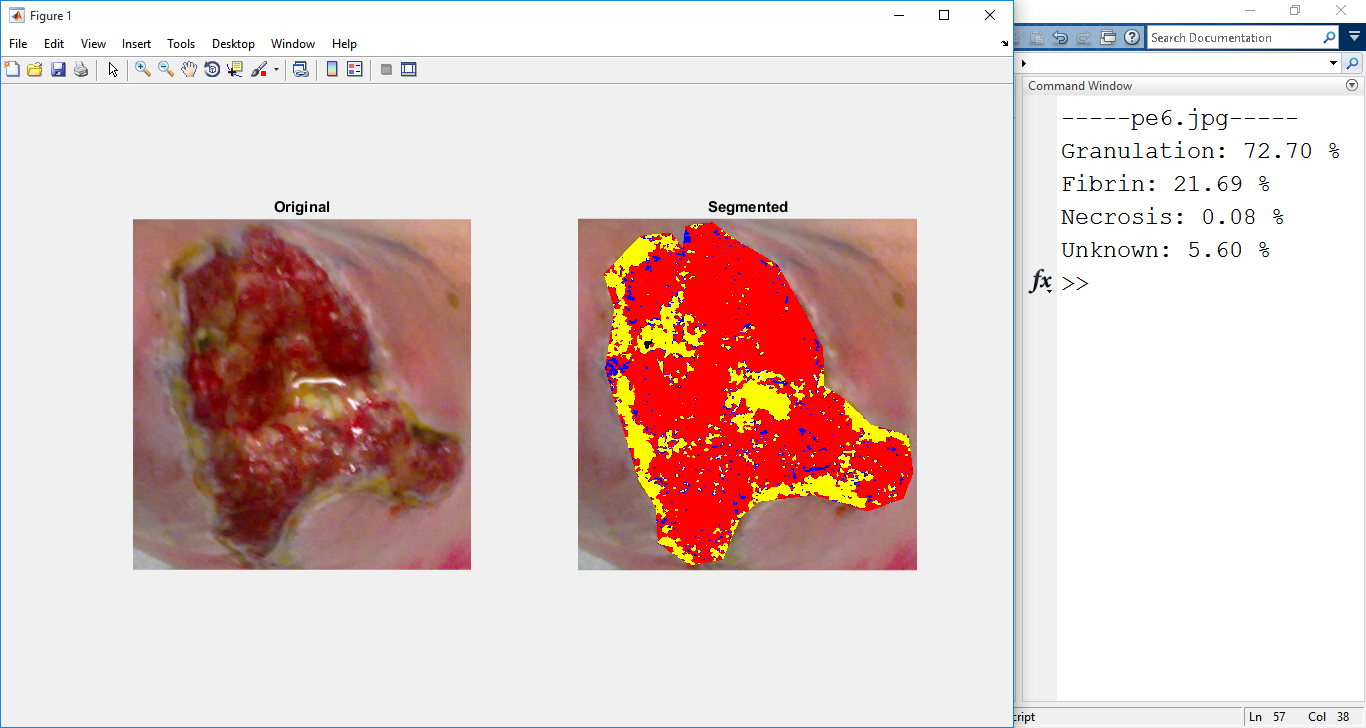 Figure 1
File Edit View Insert Tools Desktop Window Help
Original
Segmented
Search Documentation
Command Window
-----pe6.jpg-----
Granulation: 72.70 %
Fibrin: 21.69 %
Necrosis: 0.08 %
Unknown: 5.60 %
fx >>
cript
Ln 57 Col 38